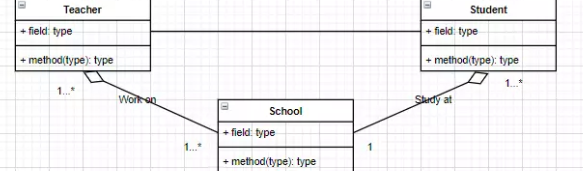 Teacher
+ field: type
+ method(type): type
Student
+ field: type
+ method(type): type
1...*
Work on
1...*
Study at
School
+ field: type
+ method(type): type
1...*
1